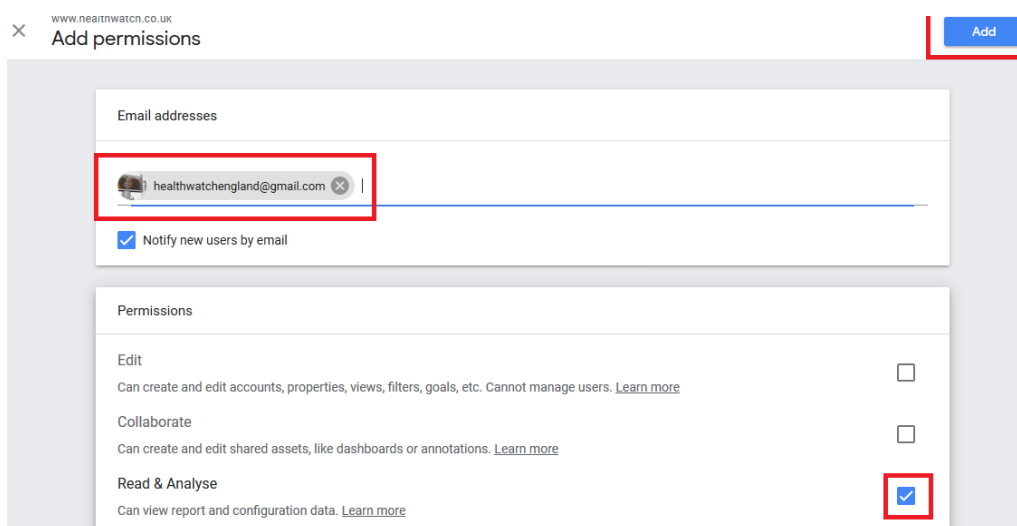 www.healthwatch.co.uk
Add permissions
Add
Email addresses
healthwatchengland@gmail.com
Notify new users by email
Permissions
Edit
Can create and edit accounts, properties, views, filters, goals, etc. Cannot manage users. Learn more
Collaborate
Can create and edit shared assets, like dashboards or annotations. Learn more
Read & Analyse
Can view report and configuration data. Learn more